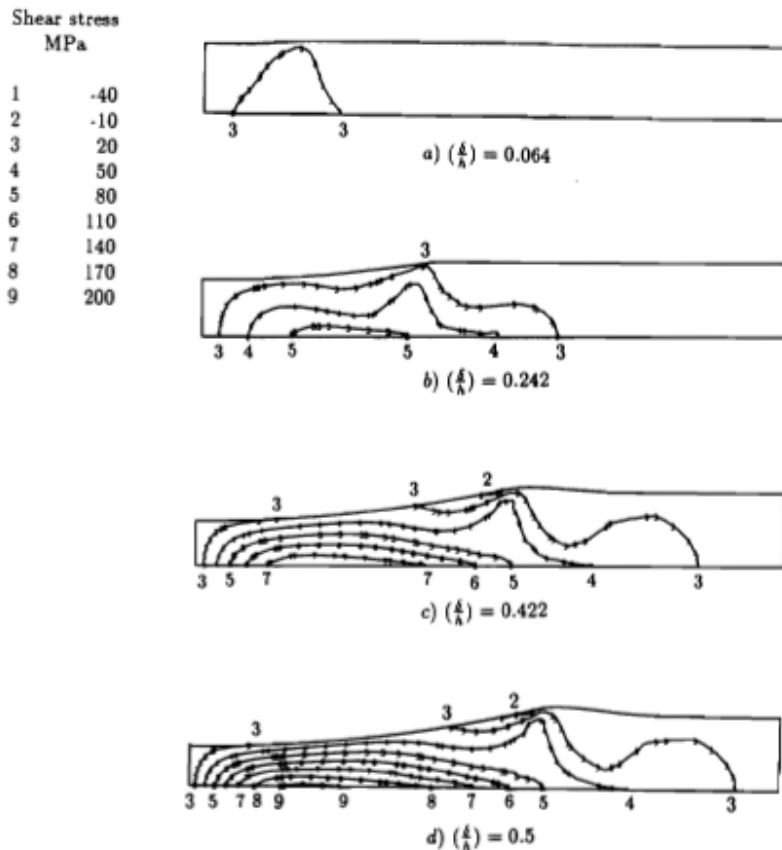 Shear stress
MPa
1 -40
2 -10
3 20
4 50
5 80
6 110
7 140
8 170
9 200
3 3
a) (δ/h) = 0.064
3
3 4 5 5 4 3
b) (δ/h) = 0.242
3 3 2
3 5 7 7 6 5 4 3
c) (δ/h) = 0.422
3 3 2
3 5 7 8 9 9 8 7 6 5 4 3
d) (δ/h) = 0.5